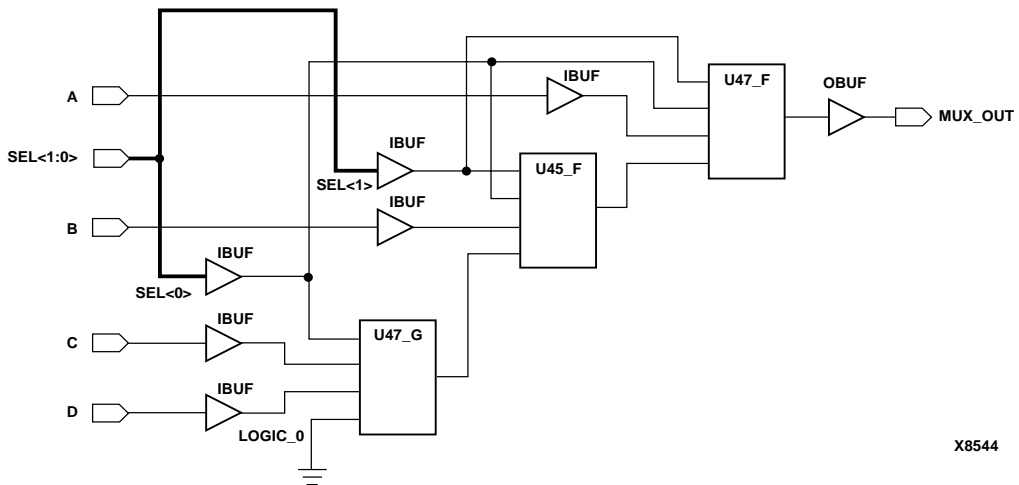 U47_F
IBUF
OBUF
A
MUX_OUT
IBUF
SEL<1:0>
U45_F
SEL<1>
IBUF
B
IBUF
SEL<0>
IBUF
U47_G
C
IBUF
D
LOGIC_0
X8544